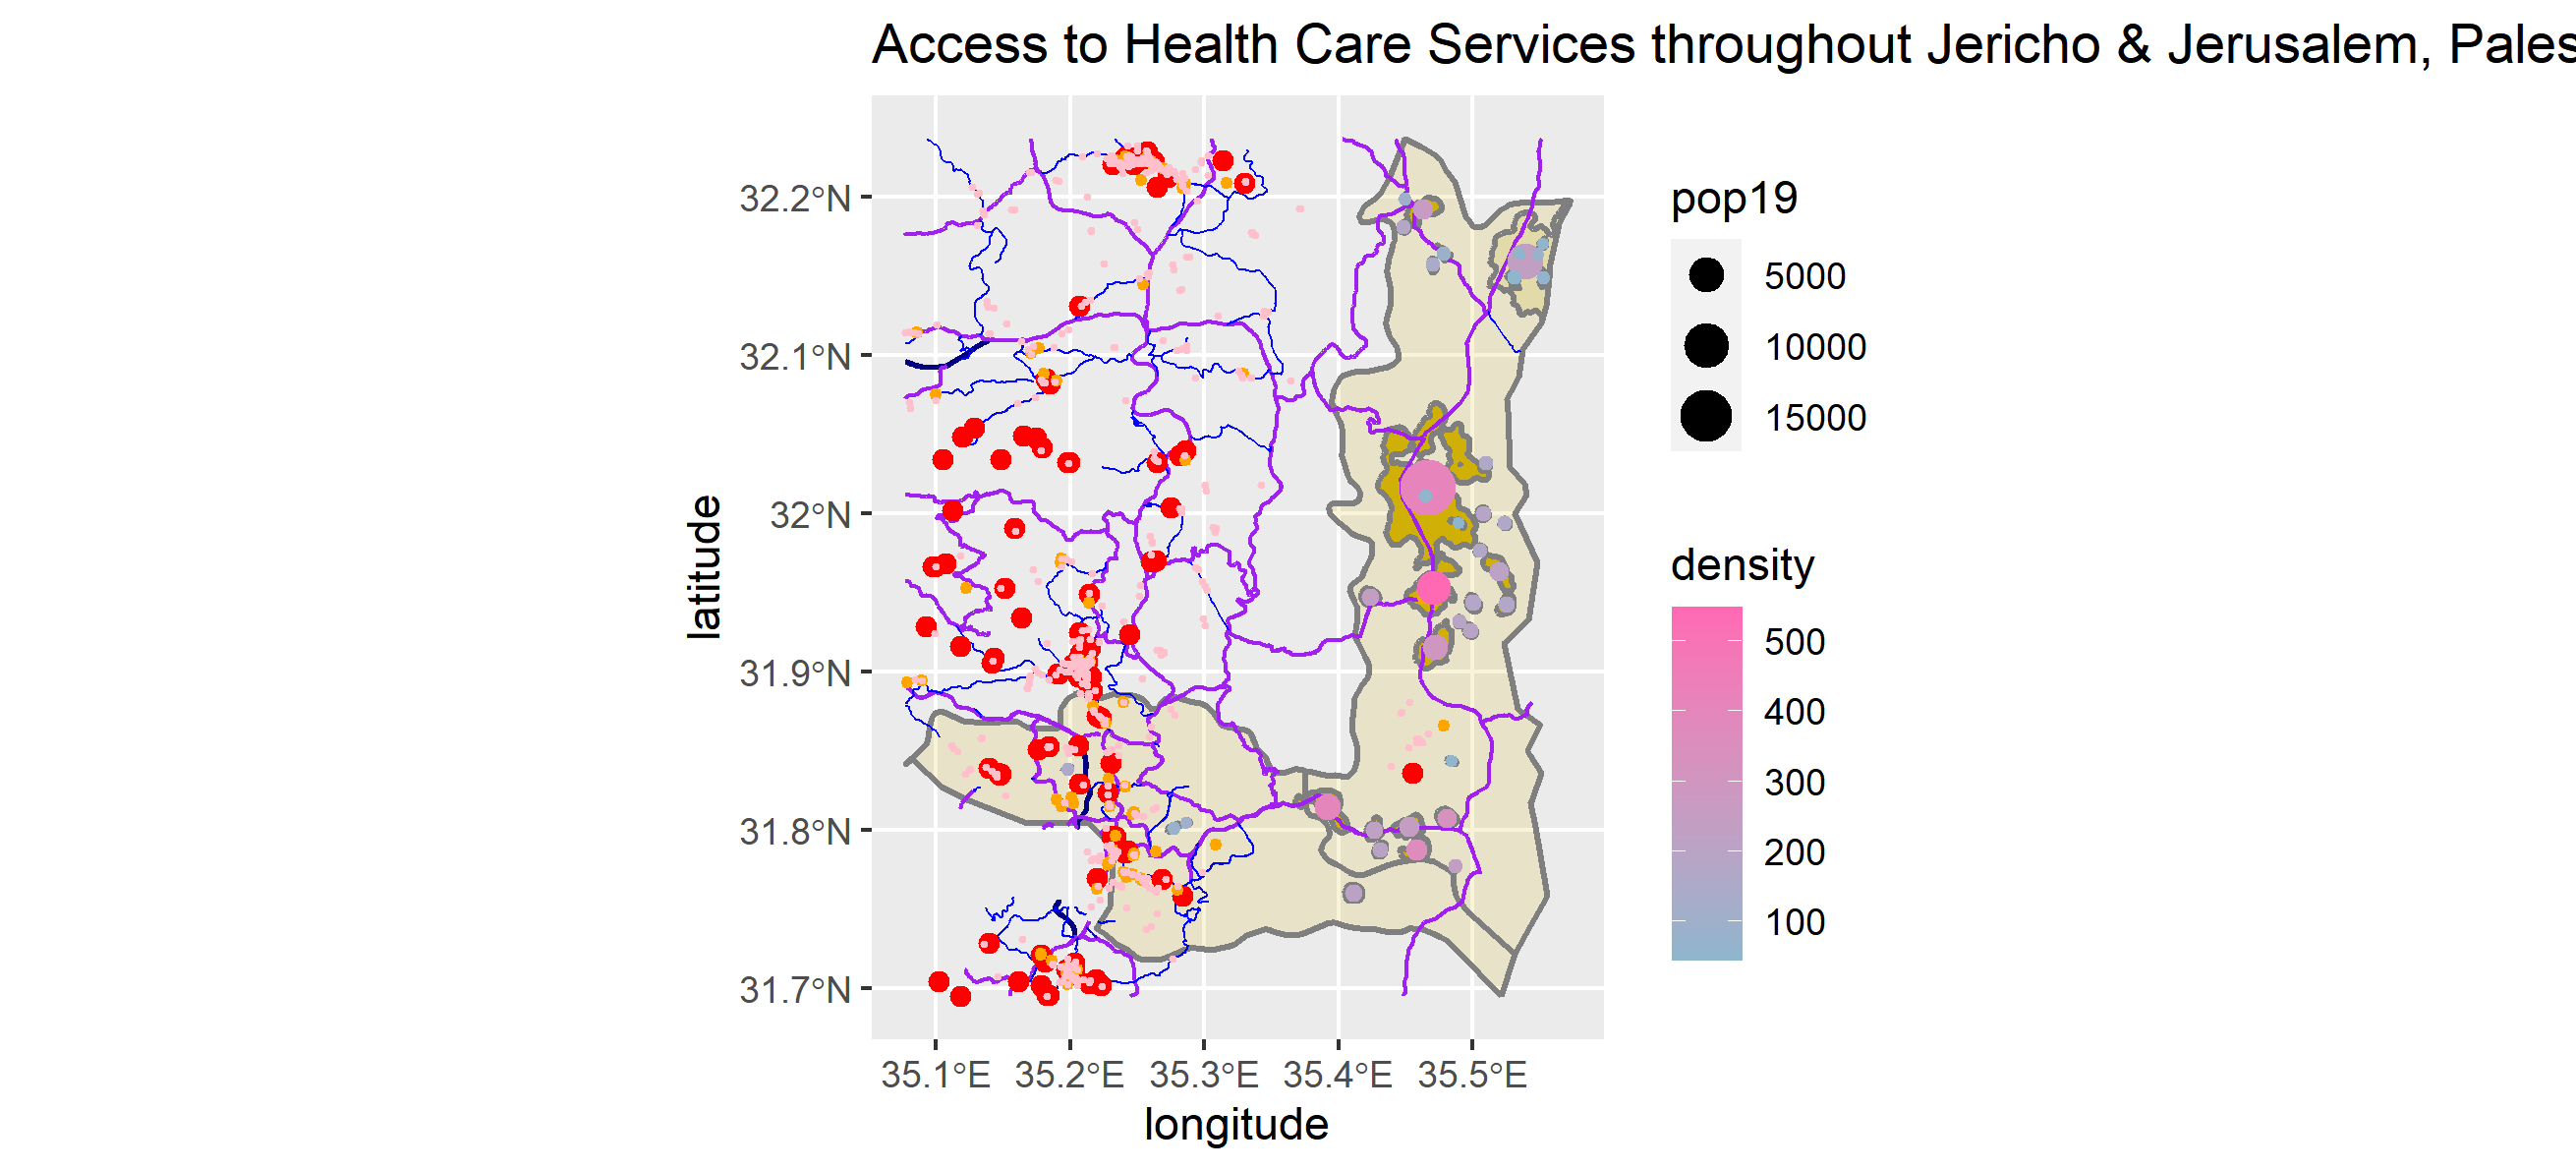 Access to Health Care Services throughout Jericho & Jerusalem, Pales
32.2°N
32.1°N
32°N
31.9°N
31.8°N
31.7°N
latitude
35.1°E 35.2°E 35.3°E 35.4°E 35.5°E
longitude
pop19
5000
10000
15000
density
500
400
300
200
100